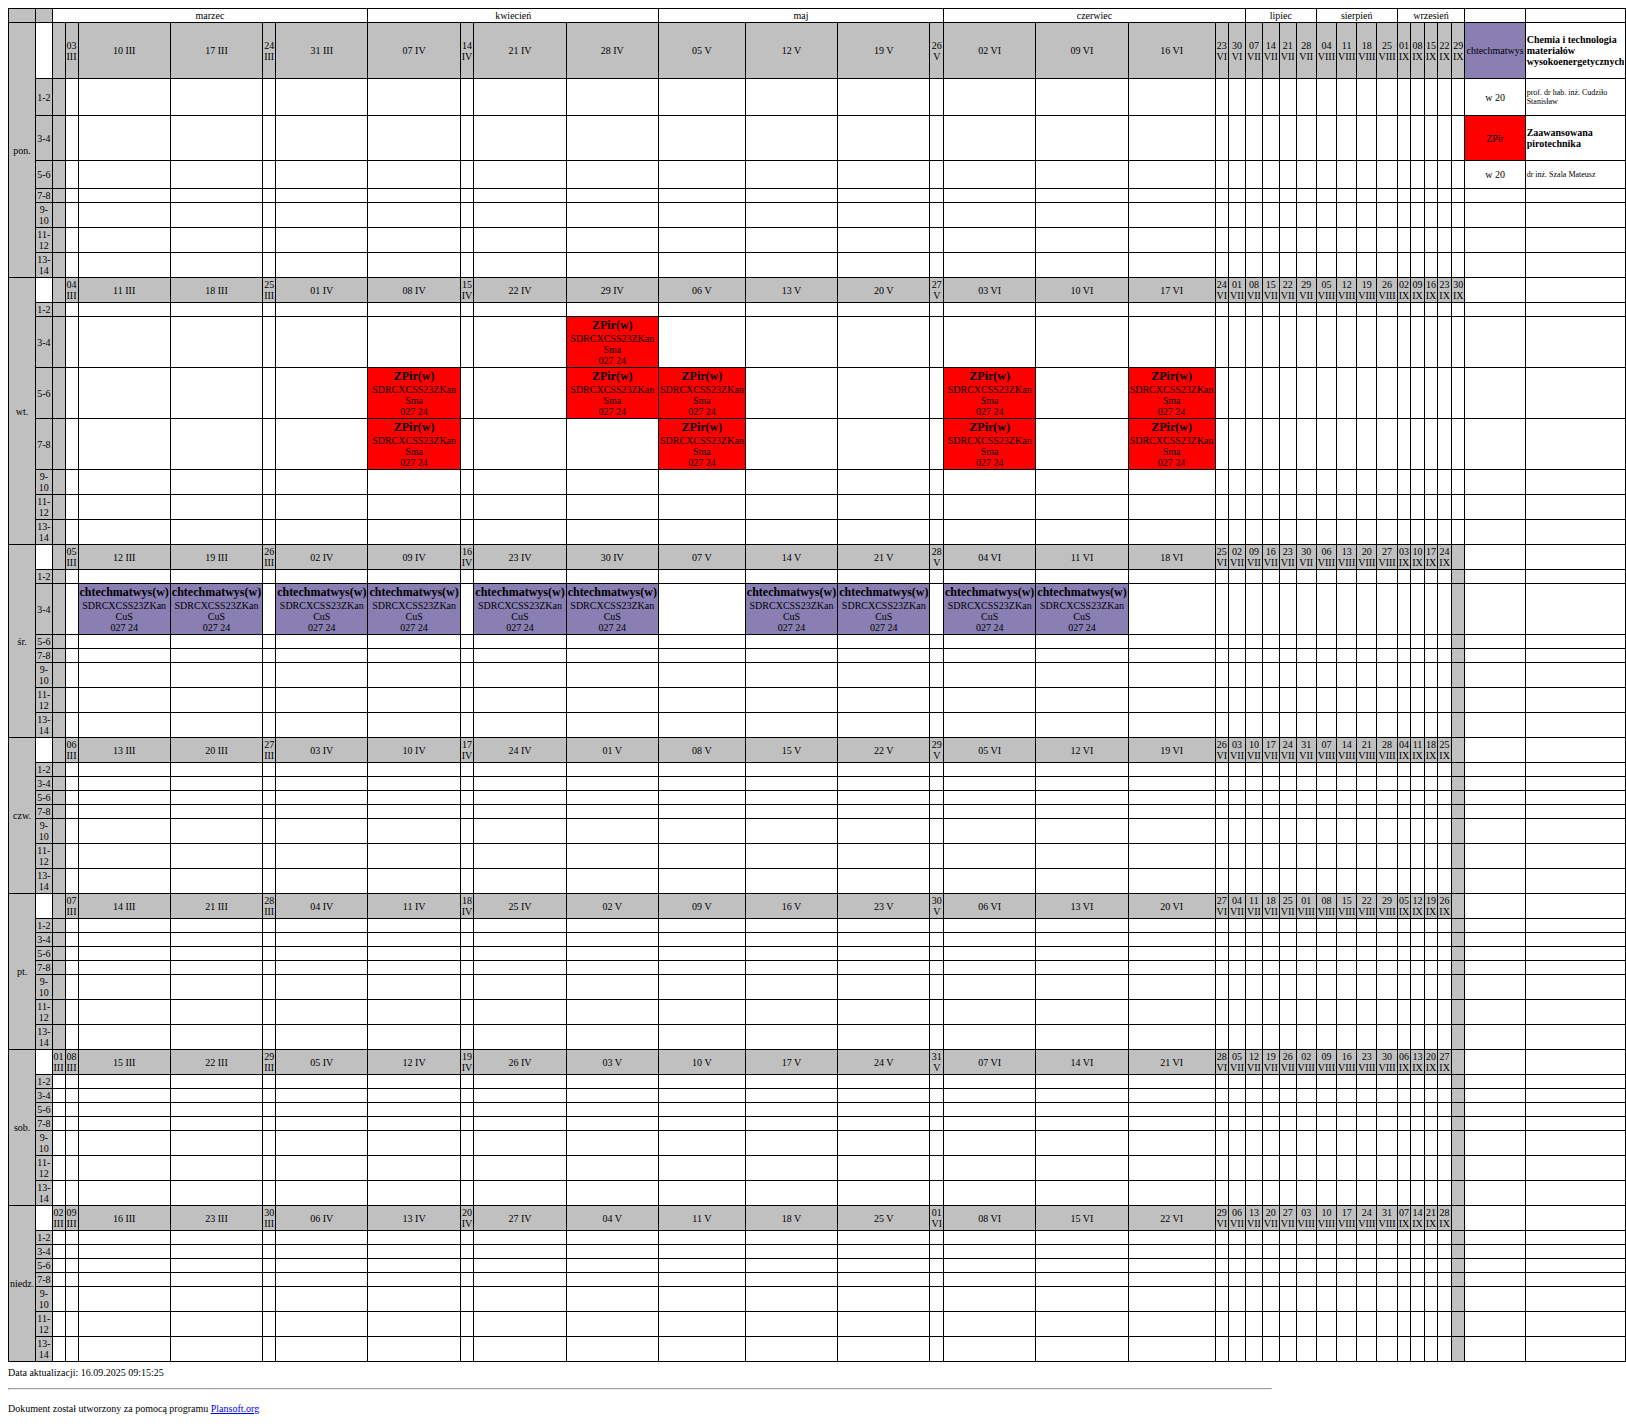 marzec kwiecień maj czerwiec lipiec sierpień wrzesień
pon. 03 III 10 III 17 III 24 III 31 III 07 IV 14 IV 21 IV 28 IV 05 V 12 V 19 V 26 V 02 VI 09 VI 16 VI 23 VI 30 VI 07 VII 14 VII 21 VII 28 VII 04 VIII 11 VIII 18 VIII 25 VIII 01 IX 08 IX 15 IX 22 IX 29 IX chtechmatwys Chemia i technologia materiałów wysokoenergetycznych
1-2 w 20 prof. dr hab. inż. Cudziło Stanisław
3-4 ZPir Zaawansowana pirotechnika
5-6 w 20 dr inż. Szala Mateusz
7-8
9-10
11-12
13-14
wt. 04 III 11 III 18 III 25 III 01 IV 08 IV 15 IV 22 IV 29 IV 06 V 13 V 20 V 27 V 03 VI 10 VI 17 VI 24 VI 01 VII 08 VII 15 VII 22 VII 29 VII 05 VIII 12 VIII 19 VIII 26 VIII 02 IX 09 IX 16 IX 23 IX 30 IX
1-2
3-4 ZPir(w) SDRCXCSS23ZKan Sma 027 24
5-6 ZPir(w) SDRCXCSS23ZKan Sma 027 24 ZPir(w) SDRCXCSS23ZKan Sma 027 24 ZPir(w) SDRCXCSS23ZKan Sma 027 24 ZPir(w) SDRCXCSS23ZKan Sma 027 24 ZPir(w) SDRCXCSS23ZKan Sma 027 24
7-8 ZPir(w) SDRCXCSS23ZKan Sma 027 24 ZPir(w) SDRCXCSS23ZKan Sma 027 24 ZPir(w) SDRCXCSS23ZKan Sma 027 24 ZPir(w) SDRCXCSS23ZKan Sma 027 24
9-10
11-12
13-14
śr. 05 III 12 III 19 III 26 III 02 IV 09 IV 16 IV 23 IV 30 IV 07 V 14 V 21 V 28 V 04 VI 11 VI 18 VI 25 VI 02 VII 09 VII 16 VII 23 VII 30 VII 06 VIII 13 VIII 20 VIII 27 VIII 03 IX 10 IX 17 IX 24 IX
1-2
3-4 chtechmatwys(w) SDRCXCSS23ZKan CuS 027 24 chtechmatwys(w) SDRCXCSS23ZKan CuS 027 24 chtechmatwys(w) SDRCXCSS23ZKan CuS 027 24 chtechmatwys(w) SDRCXCSS23ZKan CuS 027 24 chtechmatwys(w) SDRCXCSS23ZKan CuS 027 24 chtechmatwys(w) SDRCXCSS23ZKan CuS 027 24 chtechmatwys(w) SDRCXCSS23ZKan CuS 027 24 chtechmatwys(w) SDRCXCSS23ZKan CuS 027 24 chtechmatwys(w) SDRCXCSS23ZKan CuS 027 24 chtechmatwys(w) SDRCXCSS23ZKan CuS 027 24
5-6
7-8
9-10
11-12
13-14
czw. 06 III 13 III 20 III 27 III 03 IV 10 IV 17 IV 24 IV 01 V 08 V 15 V 22 V 29 V 05 VI 12 VI 19 VI 26 VI 03 VII 10 VII 17 VII 24 VII 31 VII 07 VIII 14 VIII 21 VIII 28 VIII 04 IX 11 IX 18 IX 25 IX
1-2
3-4
5-6
7-8
9-10
11-12
13-14
pt. 07 III 14 III 21 III 28 III 04 IV 11 IV 18 IV 25 IV 02 V 09 V 16 V 23 V 30 V 06 VI 13 VI 20 VI 27 VI 04 VII 11 VII 18 VII 25 VII 01 VIII 08 VIII 15 VIII 22 VIII 29 VIII 05 IX 12 IX 19 IX 26 IX
1-2
3-4
5-6
7-8
9-10
11-12
13-14
sob. 01 III 08 III 15 III 22 III 29 III 05 IV 12 IV 19 IV 26 IV 03 V 10 V 17 V 24 V 31 V 07 VI 14 VI 21 VI 28 VI 05 VII 12 VII 19 VII 26 VII 02 VIII 09 VIII 16 VIII 23 VIII 30 VIII 06 IX 13 IX 20 IX 27 IX
1-2
3-4
5-6
7-8
9-10
11-12
13-14
niedz. 02 III 09 III 16 III 23 III 30 III 06 IV 13 IV 20 IV 27 IV 04 V 11 V 18 V 25 V 01 VI 08 VI 15 VI 22 VI 29 VI 06 VII 13 VII 20 VII 27 VII 03 VIII 10 VIII 17 VIII 24 VIII 31 VIII 07 IX 14 IX 21 IX 28 IX
1-2
3-4
5-6
7-8
9-10
11-12
13-14
Data aktualizacji: 16.09.2025 09:15:25
Dokument został utworzony za pomocą programu Plansoft.org